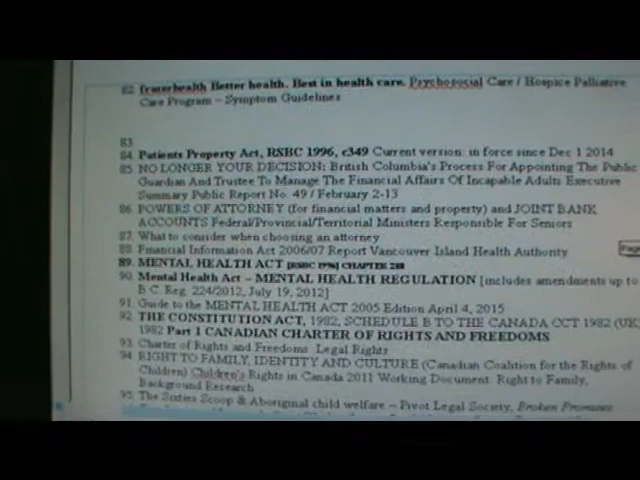 82. fraserhealth Better health. Best in health care. Psychosocial Care / Hospice Palliative
Care Program – Symptom Guidelines
83.
84. Patients Property Act, RSBC 1996, c349 Current version: in force since Dec 1 2014
85. NO LONGER YOUR DECISION: British Columbia's Process For Appointing The Public
Guardian And Trustee To Manage The Financial Affairs Of Incapable Adults Executive
Summary Public Report No. 49 / February 2-13
86. POWERS OF ATTORNEY (for financial matters and property) and JOINT BANK
ACCOUNTS Federal/Provincial/Territorial Ministers Responsible For Seniors
87. What to consider when choosing an attorney
88. Financial Information Act 2006/07 Report Vancouver Island Health Authority
89. MENTAL HEALTH ACT [RSBC 1996] CHAPTER 288
90. Mental Health Act – MENTAL HEALTH REGULATION [includes amendments up to
B.C. Reg. 224/2012, July 19, 2012]
91. Guide to the MENTAL HEALTH ACT 2005 Edition April 4, 2015
92. THE CONSTITUTION ACT, 1982, SCHEDULE B TO THE CANADA CCT 1982 (UK)
1982 Part 1 CANADIAN CHARTER OF RIGHTS AND FREEDOMS
93. Charter of Rights and Freedoms Legal Rights
94. RIGHT TO FAMILY, IDENTITY AND CULTURE (Canadian Coalition for the Rights of
Children) Children's Rights in Canada 2011 Working Document. Right to Family,
Background Research
95. The Sixties Scoop & Aboriginal child welfare – Pivot Legal Society, Broken Promises